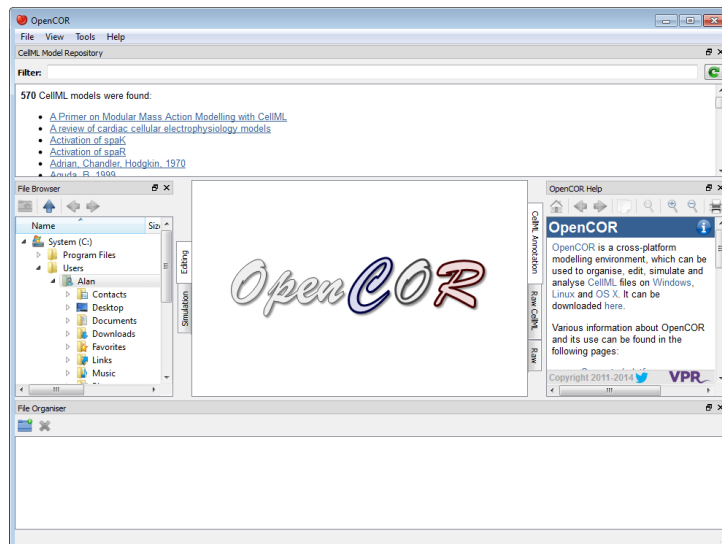 OpenCOR
File View Tools Help
CellML Model Repository
Filter:
570 CellML models were found:
A Primer on Modular Mass Action Modelling with CellML
A review of cardiac cellular electrophysiology models
Activation of spaK
Activation of spaR
Adrian, Chandler, Hodgkin, 1970
Aguda, B, 1999
File Browser
Name Size
System (C:)
Program Files
Users
Alan
Contacts
Desktop
Documents
Downloads
Favorites
Links
Music
Editing
Simulation
OpenCOR
CellML Annotation
Raw CellML
Raw
OpenCOR Help
OpenCOR
OpenCOR is a cross-platform
modelling environment, which can be
used to organise, edit, simulate and
analyse CellML files on Windows,
Linux and OS X. It can be
downloaded here.
Various information about OpenCOR
and its use can be found in the
following pages:
Copyright 2011-2014
VPR
File Organiser